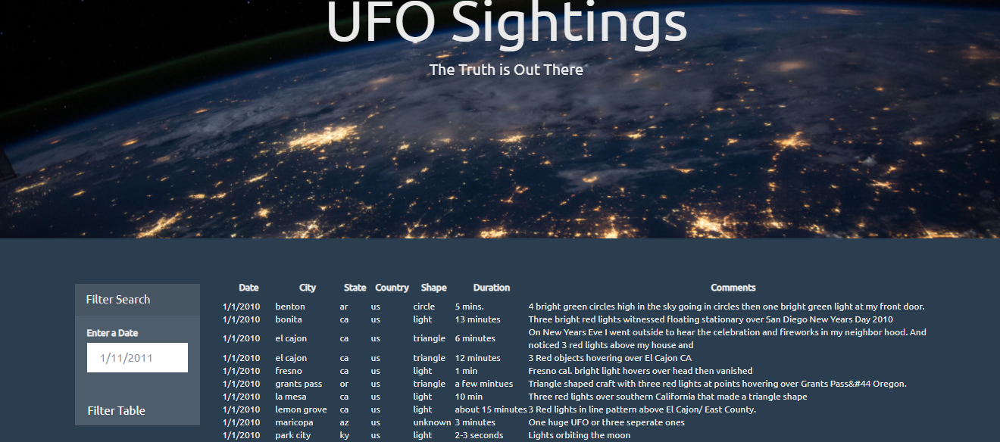 UFO Sightings
The Truth is Out There
Filter Search
Enter a Date
1/11/2011
Filter Table
Date City State Country Shape Duration Comments
1/1/2010 benton ar us circle 5 mins. 4 bright green circles high in the sky going in circles then one bright green light at my front door.
1/1/2010 bonita ca us light 13 minutes Three bright red lights witnessed floating stationary over San Diego New Years Day 2010
1/1/2010 el cajon ca us triangle 6 minutes On New Years Eve I went outside to hear the celebration and fireworks in my neighbor hood. And
noticed 3 red lights above my house and
1/1/2010 el cajon ca us triangle 12 minutes 3 Red objects hovering over El Cajon CA
1/1/2010 fresno ca us light 1 min Fresno cal. bright light hovers over head then vanished
1/1/2010 grants pass or us triangle a few mintues Triangle shaped craft with three red lights at points hovering over Grants Pass&#44 Oregon.
1/1/2010 la mesa ca us light 10 min Three red lights over southern California that made a triangle shape
1/1/2010 lemon grove ca us light about 15 minutes 3 Red lights in line pattern above El Cajon/ East County.
1/1/2010 maricopa az us unknown 3 minutes One huge UFO or three seperate ones
1/1/2010 park city ky us light 2-3 seconds Lights orbiting the moon